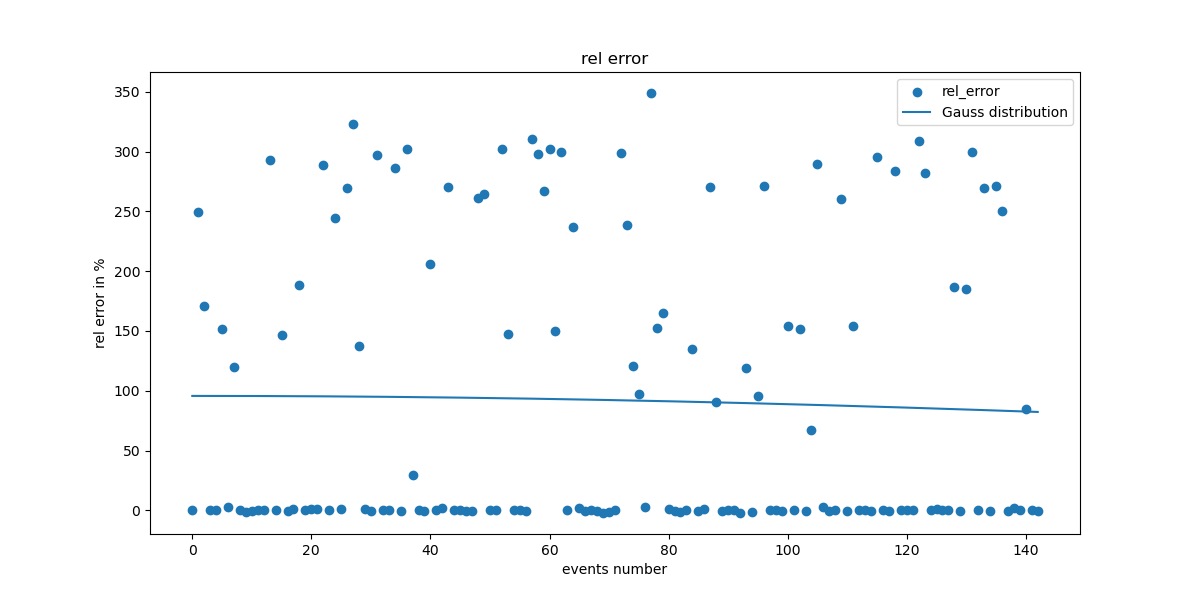 rel error
rel_error
Gauss distribution
350
300
250
200
150
100
50
0
rel error in %
0 20 40 60 80 100 120 140
events number